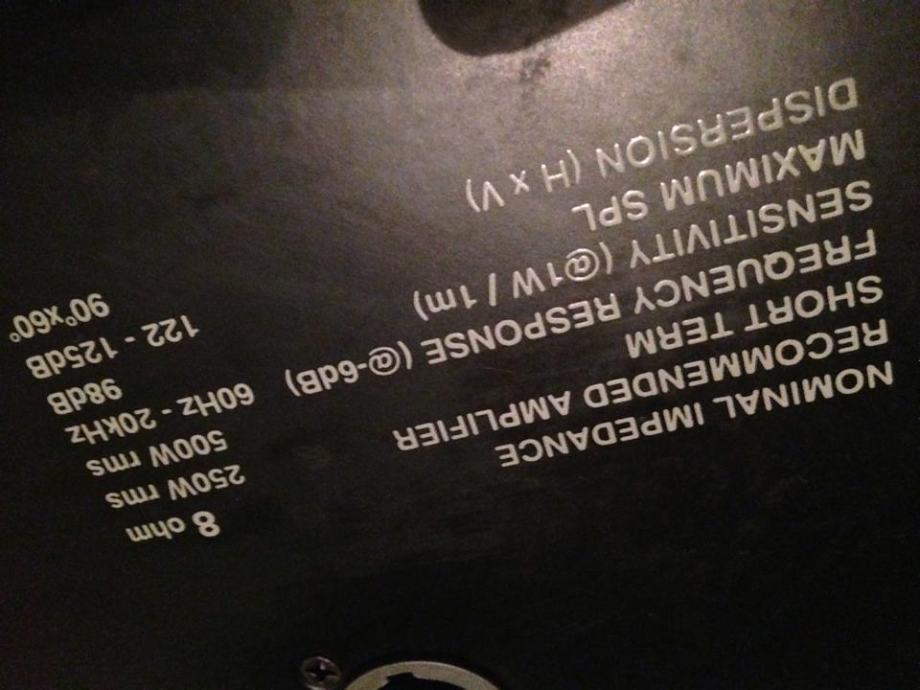 NOMINAL IMPEDANCE 8 ohm
RECOMMENDED AMPLIFIER 250W rms
SHORT TERM 500W rms
FREQUENCY RESPONSE (@-6dB) 60Hz - 20kHz
SENSITIVITY (@1W / 1m) 98dB
MAXIMUM SPL 122 - 125dB
DISPERSION (H x V) 90°x60°